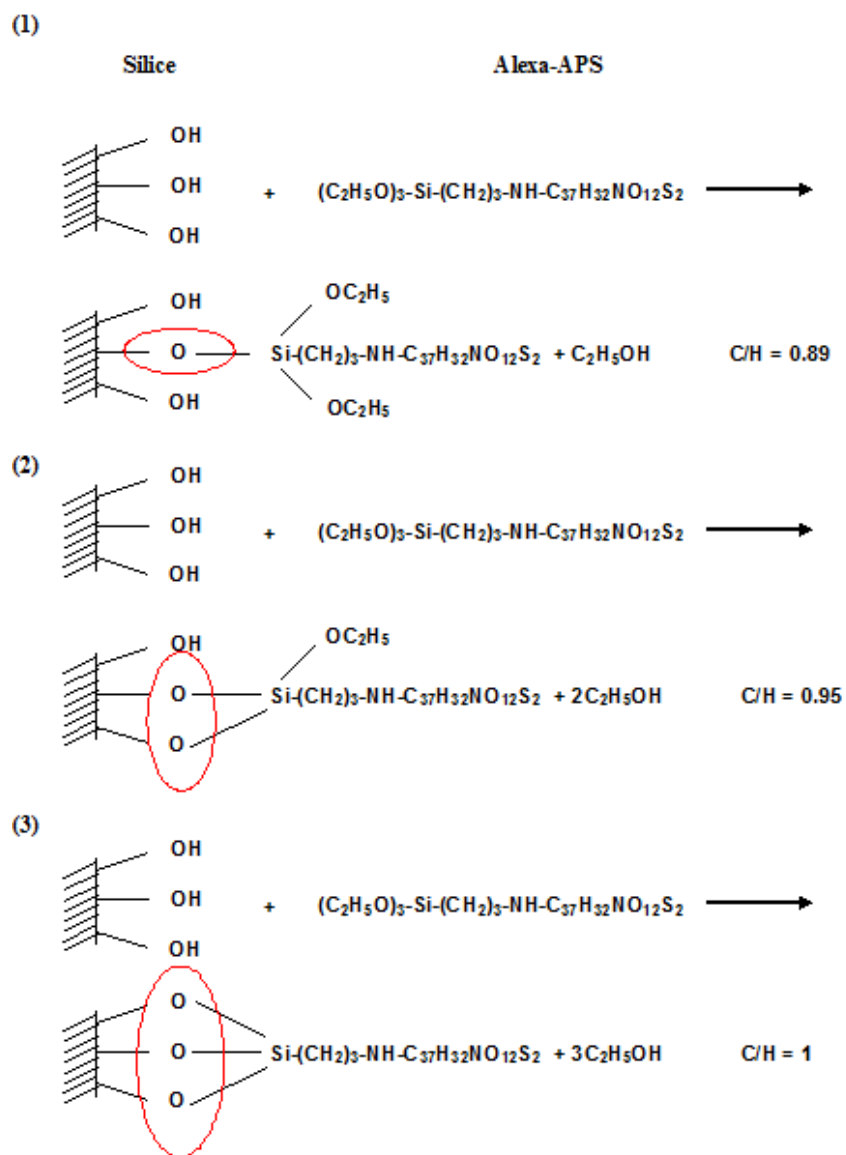 (1)
Silice Alexa-APS
OH
OH
OH
+ (C₂H₅O)₃-Si-(CH₂)₃-NH-C₃₇H₃₂NO₁₂S₂
OC₂H₅
OH
O Si-(CH₂)₃-NH-C₃₇H₃₂NO₁₂S₂ + C₂H₅OH C/H = 0.89
OH
OC₂H₅
(2)
OH
OH
OH
+ (C₂H₅O)₃-Si-(CH₂)₃-NH-C₃₇H₃₂NO₁₂S₂
OH
OC₂H₅
O Si-(CH₂)₃-NH-C₃₇H₃₂NO₁₂S₂ + 2C₂H₅OH C/H = 0.95
O
(3)
OH
OH
OH
+ (C₂H₅O)₃-Si-(CH₂)₃-NH-C₃₇H₃₂NO₁₂S₂
O
O Si-(CH₂)₃-NH-C₃₇H₃₂NO₁₂S₂ + 3C₂H₅OH C/H = 1
O